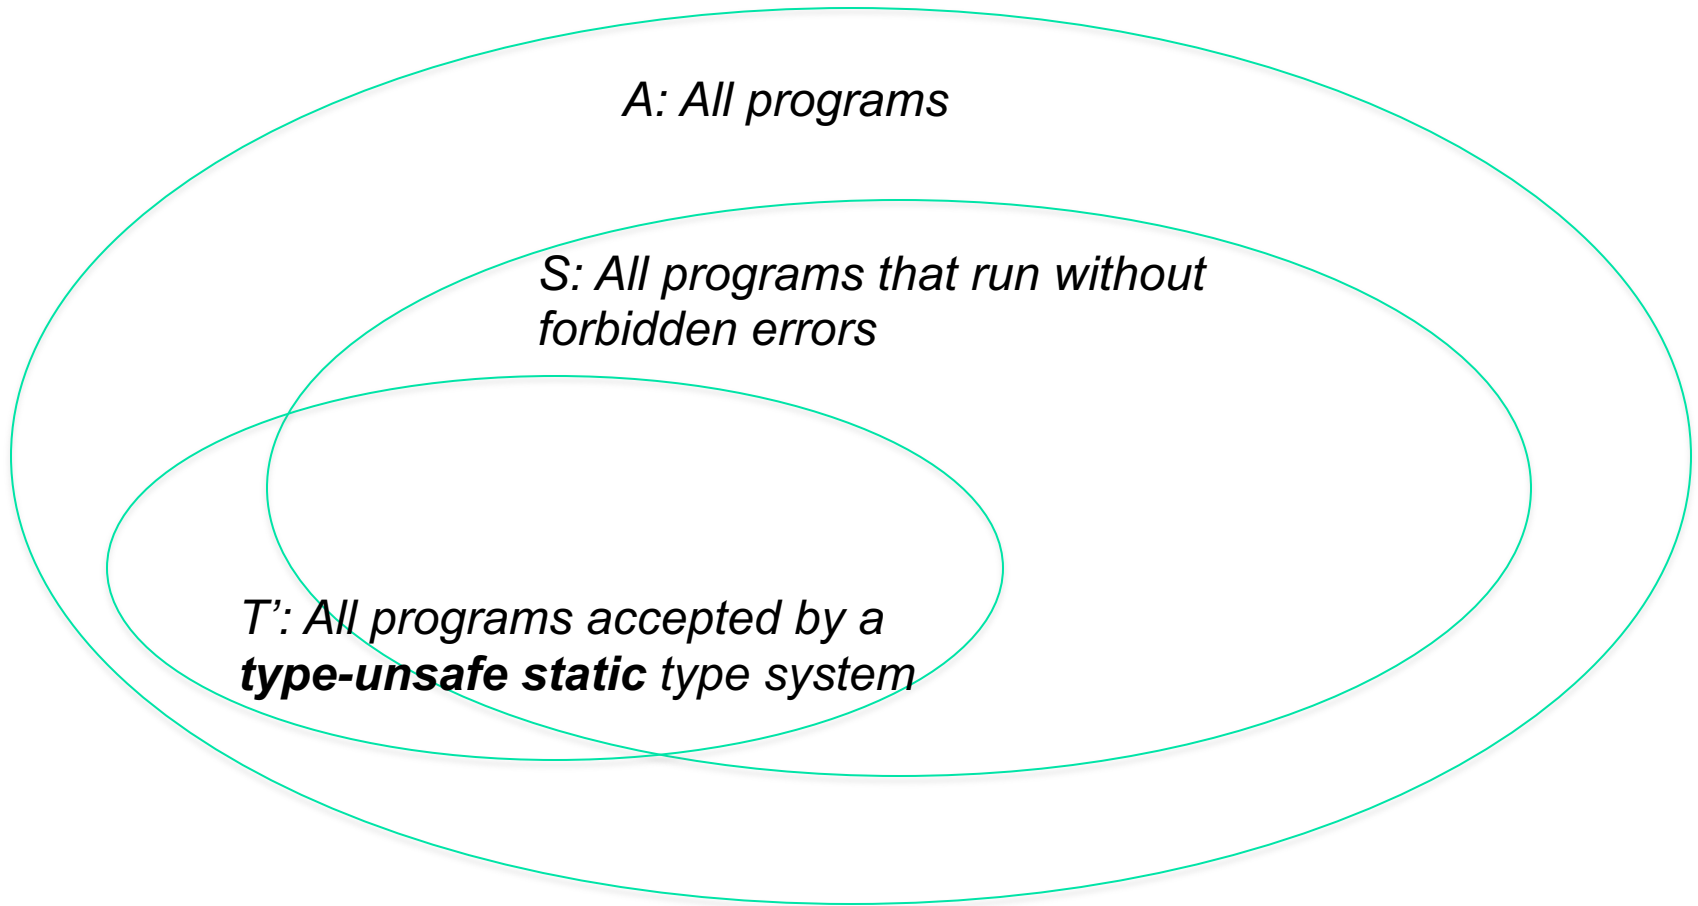 A: All programs
S: All programs that run without
forbidden errors
T’: All programs accepted by a
type-unsafe static type system